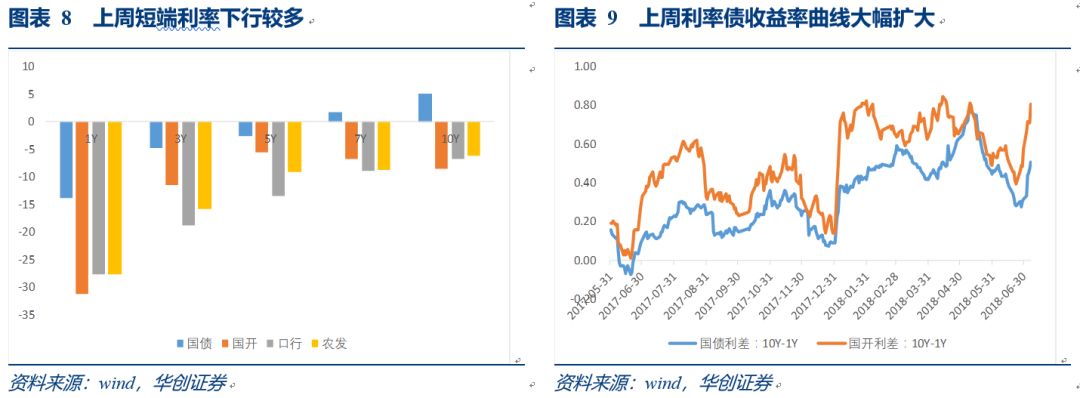 图表 8 上周短端利率下行较多
10
5
0
-5
-10
-15
-20
-25
-30
-35
1Y
3Y
5Y
7Y
10Y
国债
国开
口行
农发
资料来源：wind，华创证券
图表 9 上周利率债收益率曲线大幅扩大
1.00
0.80
0.60
0.40
0.20
0.00
-0.20
2017-05-31
2017-06-30
2017-07-31
2017-08-31
2017-09-30
2017-10-31
2017-11-30
2017-12-31
2018-01-31
2018-02-28
2018-03-31
2018-04-30
2018-05-31
2018-06-30
国债利差：10Y-1Y
国开利差：10Y-1Y
资料来源：wind，华创证券